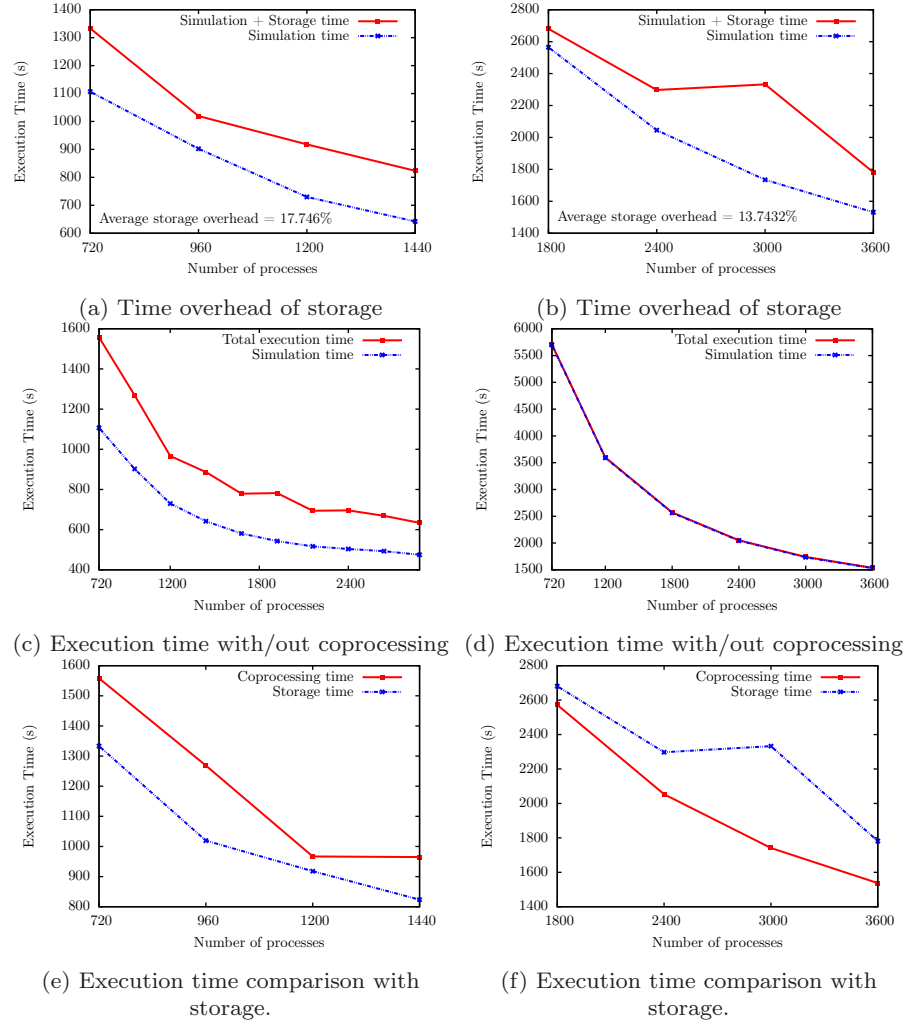 1400
1300
1200
1100
1000
900
800
700
600
Execution Time (s)
Simulation + Storage time
Simulation time
Average storage overhead = 17.746%
720 960 1200 1440
Number of processes
(a) Time overhead of storage
2800
2600
2400
2200
2000
1800
1600
1400
Execution Time (s)
Simulation + Storage time
Simulation time
Average storage overhead = 13.7432%
1800 2400 3000 3600
Number of processes
(b) Time overhead of storage
1600
1400
1200
1000
800
600
400
Execution Time (s)
Total execution time
Simulation time
720 1200 1800 2400
Number of processes
(c) Execution time with/out coprocessing
6000
5500
5000
4500
4000
3500
3000
2500
2000
1500
Execution Time (s)
Total execution time
Simulation time
720 1200 1800 2400 3000 3600
Number of processes
(d) Execution time with/out coprocessing
1600
1500
1400
1300
1200
1100
1000
900
800
Execution Time (s)
Coprocessing time
Storage time
720 960 1200 1440
Number of processes
(e) Execution time comparison with
storage.
2800
2600
2400
2200
2000
1800
1600
1400
Execution Time (s)
Coprocessing time
Storage time
1800 2400 3000 3600
Number of processes
(f) Execution time comparison with
storage.